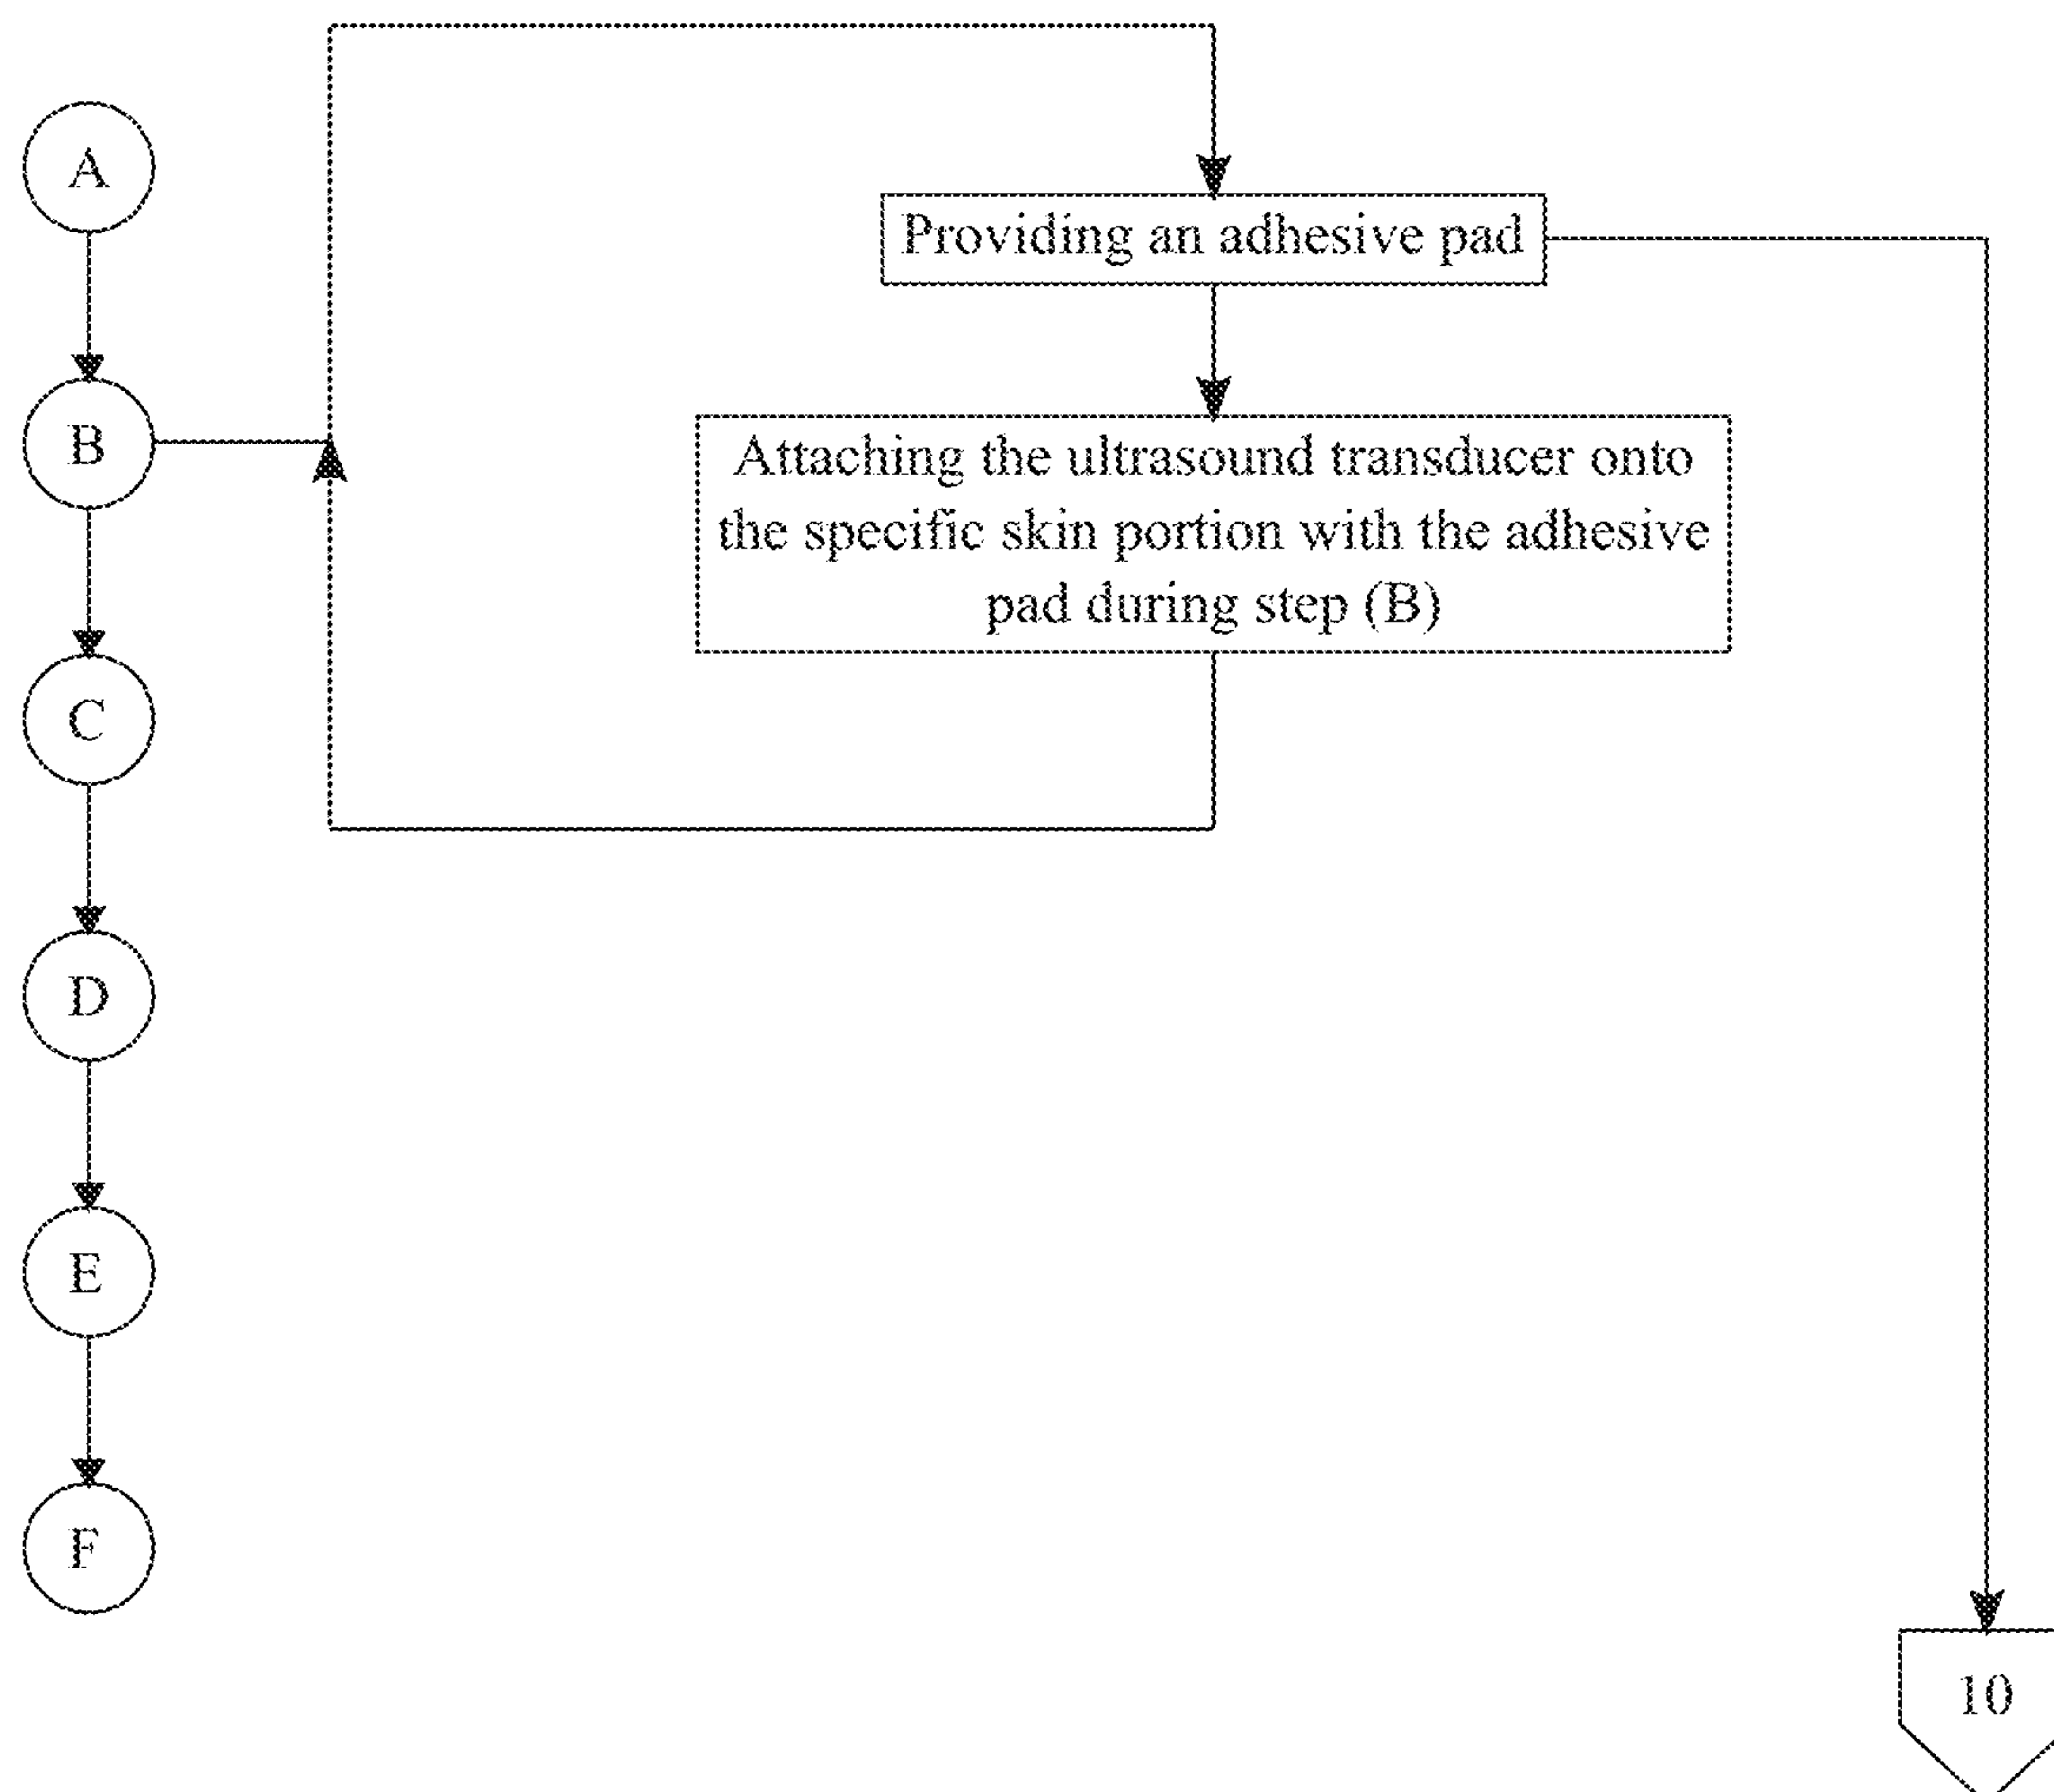 A
Providing an adhesive pad
B
Attaching the ultrasound transducer onto
the specific skin portion with the adhesive
pad during step (B)
C
D
E
F
10